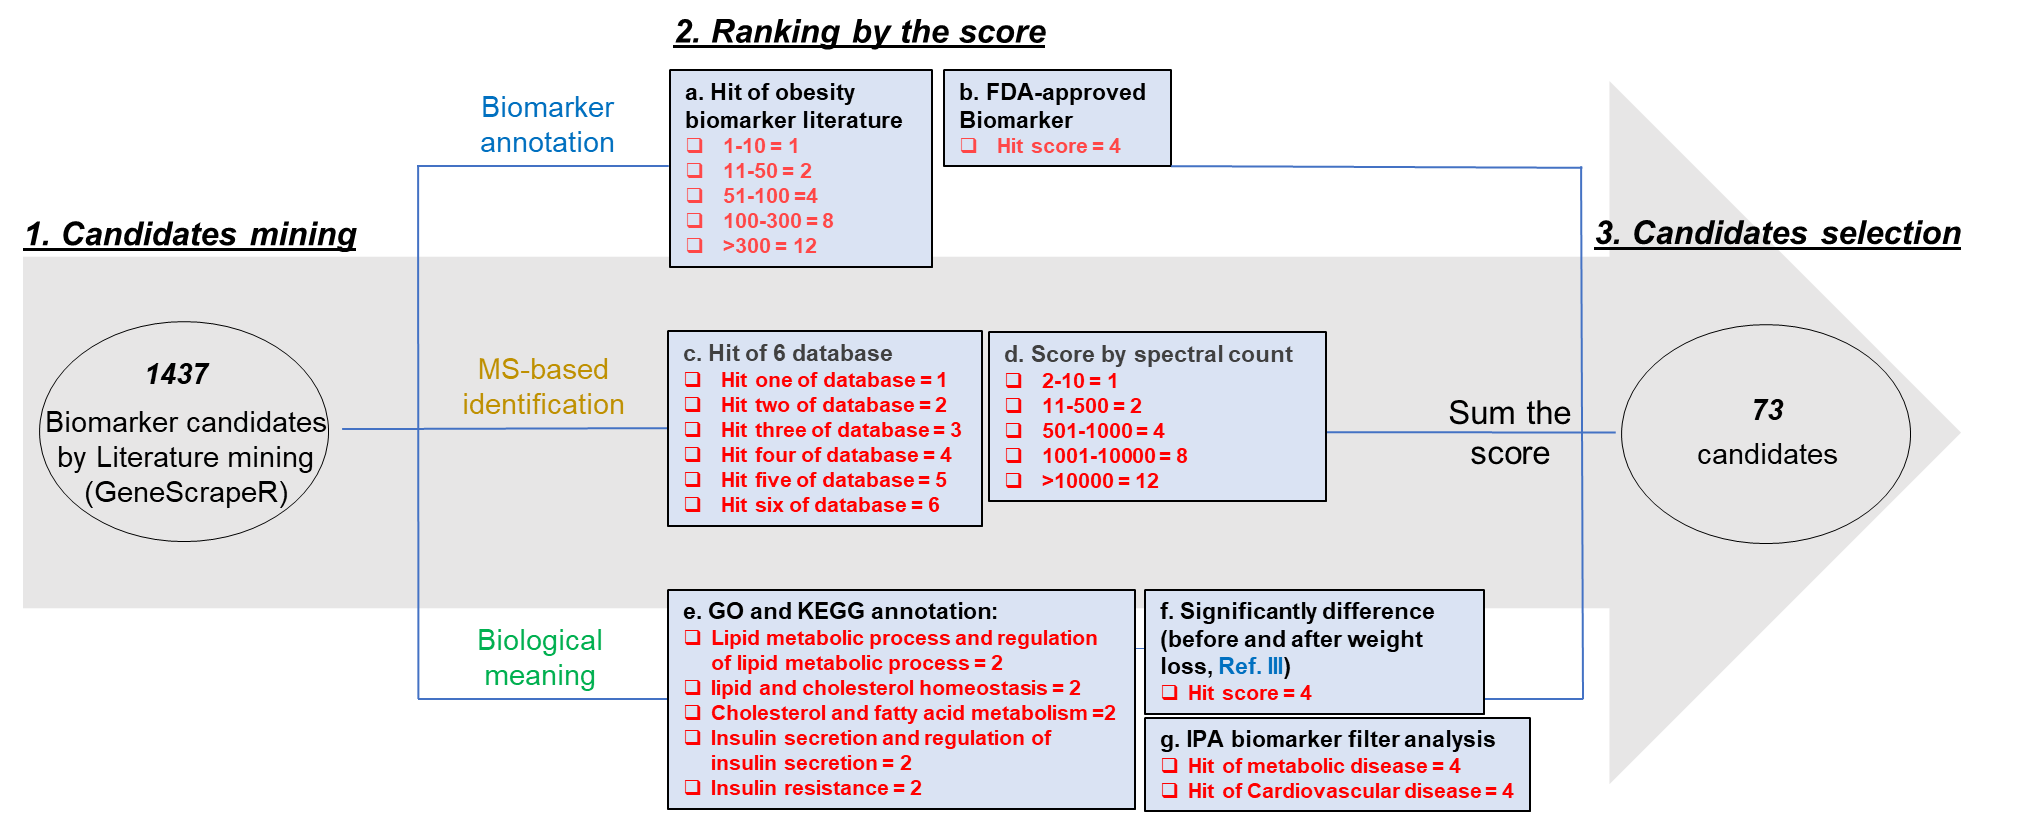 2. Ranking by the score
Biomarker
annotation
a. Hit of obesity
biomarker literature
❑ 1-10 = 1
❑ 11-50 = 2
❑ 51-100 =4
❑ 100-300 = 8
❑ >300 = 12
b. FDA-approved
Biomarker
❑ Hit score = 4
1. Candidates mining
1437
Biomarker candidates
by Literature mining
(GeneScrapeR)
MS-based
identification
c. Hit of 6 database
❑ Hit one of database = 1
❑ Hit two of database = 2
❑ Hit three of database = 3
❑ Hit four of database = 4
❑ Hit five of database = 5
❑ Hit six of database = 6
d. Score by spectral count
❑ 2-10 = 1
❑ 11-500 = 2
❑ 501-1000 = 4
❑ 1001-10000 = 8
❑ >10000 = 12
Biological
meaning
e. GO and KEGG annotation:
❑ Lipid metabolic process and regulation
of lipid metabolic process = 2
❑ lipid and cholesterol homeostasis = 2
❑ Cholesterol and fatty acid metabolism =2
❑ Insulin secretion and regulation of
insulin secretion = 2
❑ Insulin resistance = 2
f. Significantly difference
(before and after weight
loss, Ref. III)
❑ Hit score = 4
g. IPA biomarker filter analysis
❑ Hit of metabolic disease = 4
❑ Hit of Cardiovascular disease = 4
Sum the
score
3. Candidates selection
73
candidates